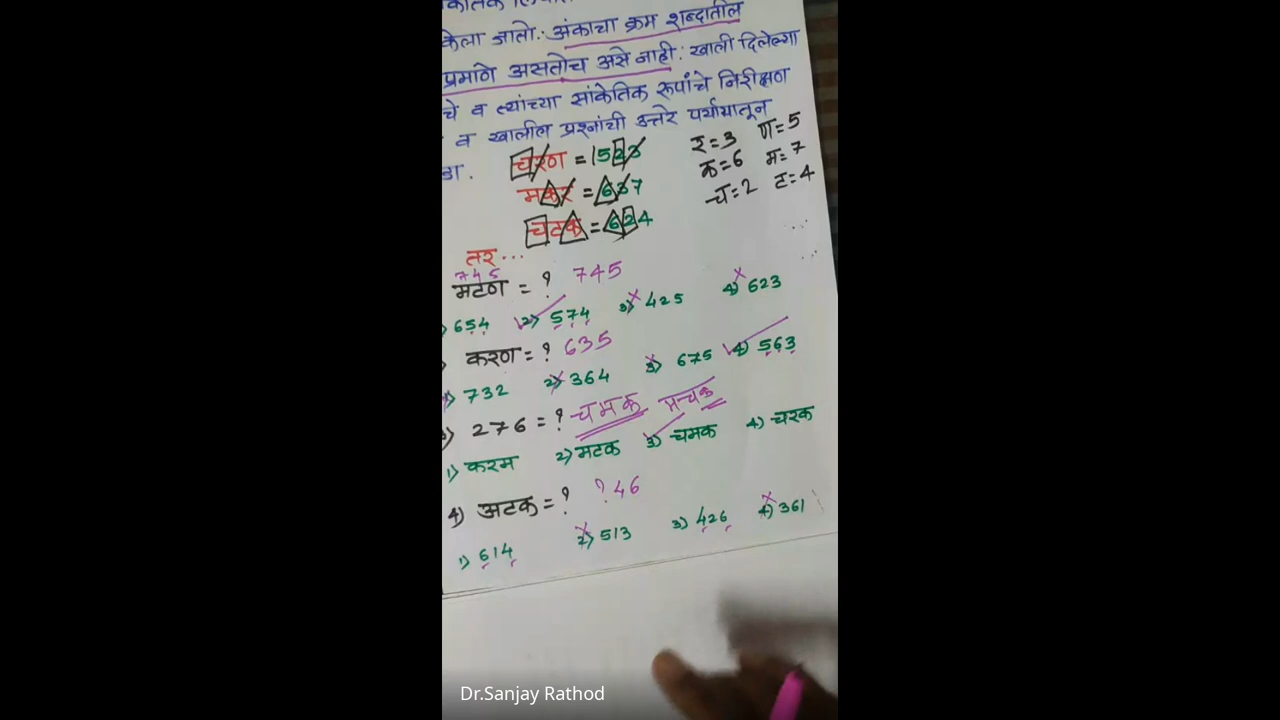 केला जातो. अंकाचा क्रम शब्दातील
प्रमाणे असतोच असे नाही. खाली दिलेल्या
चे व त्यांच्या सांकेतिक रूपांचे निरीक्षण
व खालील प्रश्नांची उत्तरे पर्यायातून
डा.
चरण = 1523 र=3 ण=5
मकर = 637 क=6 म=7
चटक = 624 च=2 ट=4
तर...
745
मटण = ? 745
654 2) 574 3) 425 4) 623
करण = ? 635
732 2) 364 3) 675 4) 563
276 = ? चमक मचक
1) करम 2) मटक 3) चमक 4) चरक
4) अटक = ? ?46
1) 614 2) 513 3) 426 4) 361
Dr.Sanjay Rathod